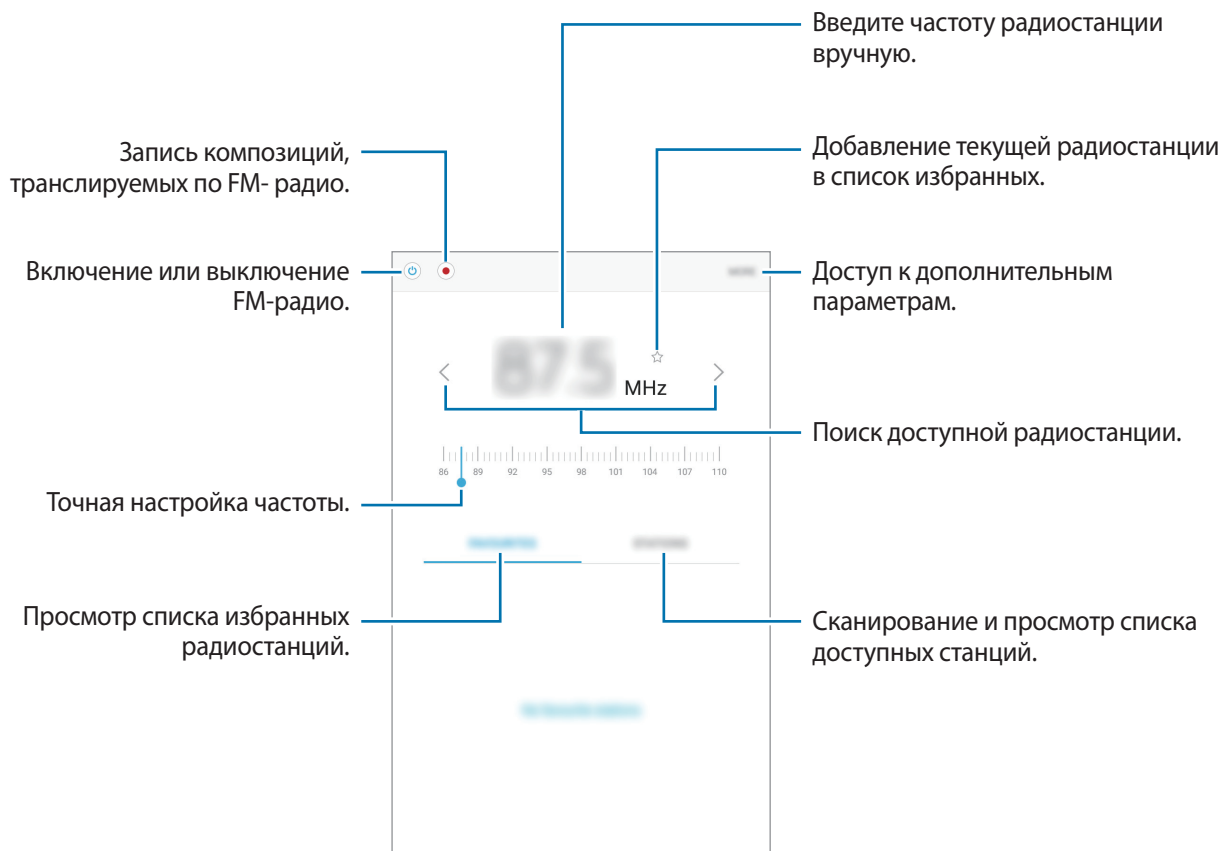 Введите частоту радиостанции
вручную.
Запись композиций,
транслируемых по FM- радио.
Добавление текущей радиостанции
в список избранных.
Включение или выключение
FM-радио.
Доступ к дополнительным
параметрам.
87.5
MHz
Поиск доступной радиостанции.
86 89 92 95 98 101 104 107 110
Точная настройка частоты.
Просмотр списка избранных
радиостанций.
Сканирование и просмотр списка
доступных станций.